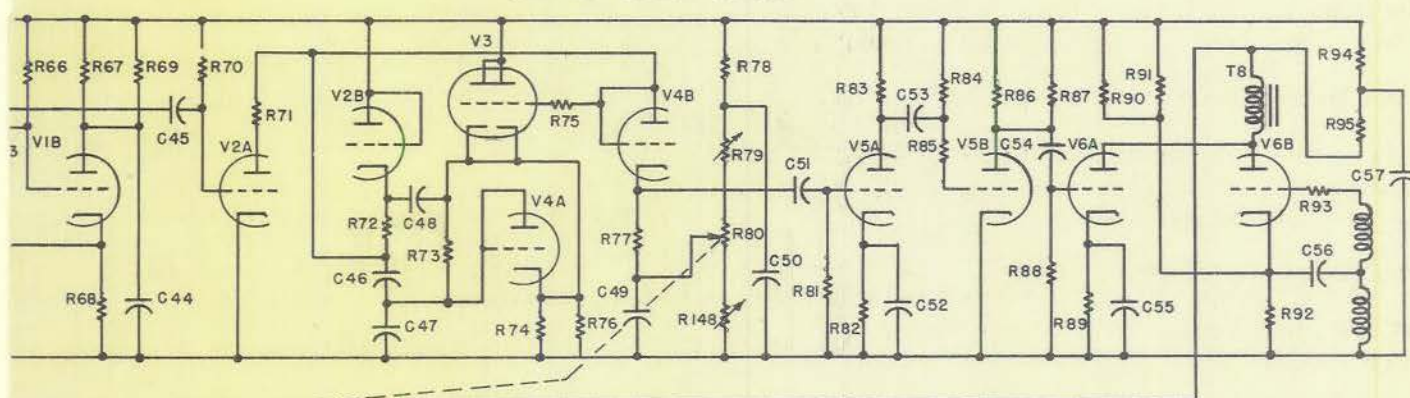 V3
R66 R67 R69 R70 R78 R94
T8
R71 V2B V4B R83 R84 R86 R87 R91 R90
C45 R75 C53 R95
V1B V2A R79 C51 V5A R85 V5B C54 V6A V6B C57
3
V4A R93
C48
R72
R73 R77 R80 C50 C56
C46 R81 R88
R68 C44 C49 C52 C55 R92
C47 R74 R76 R148 R82 R89